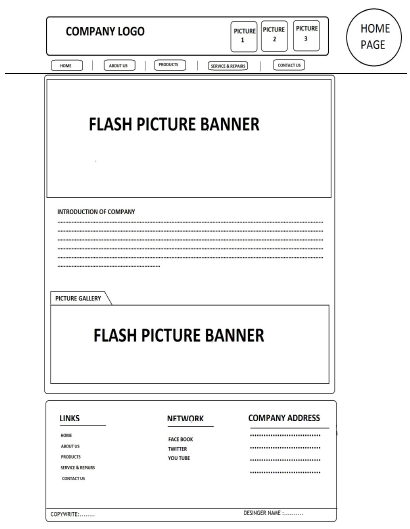 COMPANY LOGO
PICTURE 1
PICTURE 2
PICTURE 3
HOME PAGE
HOME | ABOUT US | PRODUCTS | SERVICE & REPAIRS | CONTACT US
FLASH PICTURE BANNER
INTRODUCTION OF COMPANY
PICTURE GALLERY
FLASH PICTURE BANNER
LINKS
HOME
ABOUT US
PRODUCTS
SERVICE & REPAIRS
CONTACT US
NETWORK
FACE BOOK
TWITTER
YOU TUBE
COMPANY ADDRESS
COPYWRITE:.......
DESINGER NAME :..........